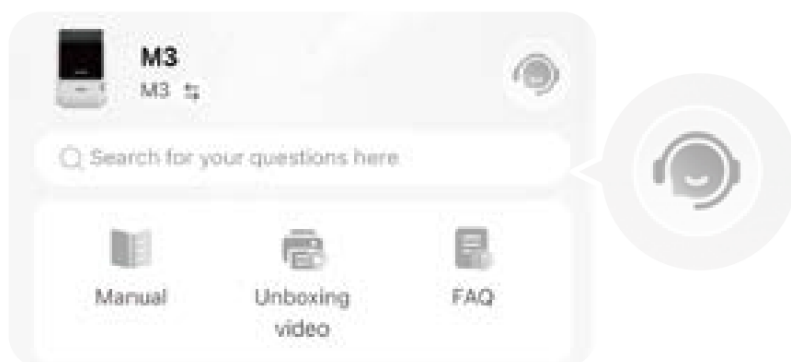 M3
M3
Search for your questions here
Manual
Unboxing
video
FAQ